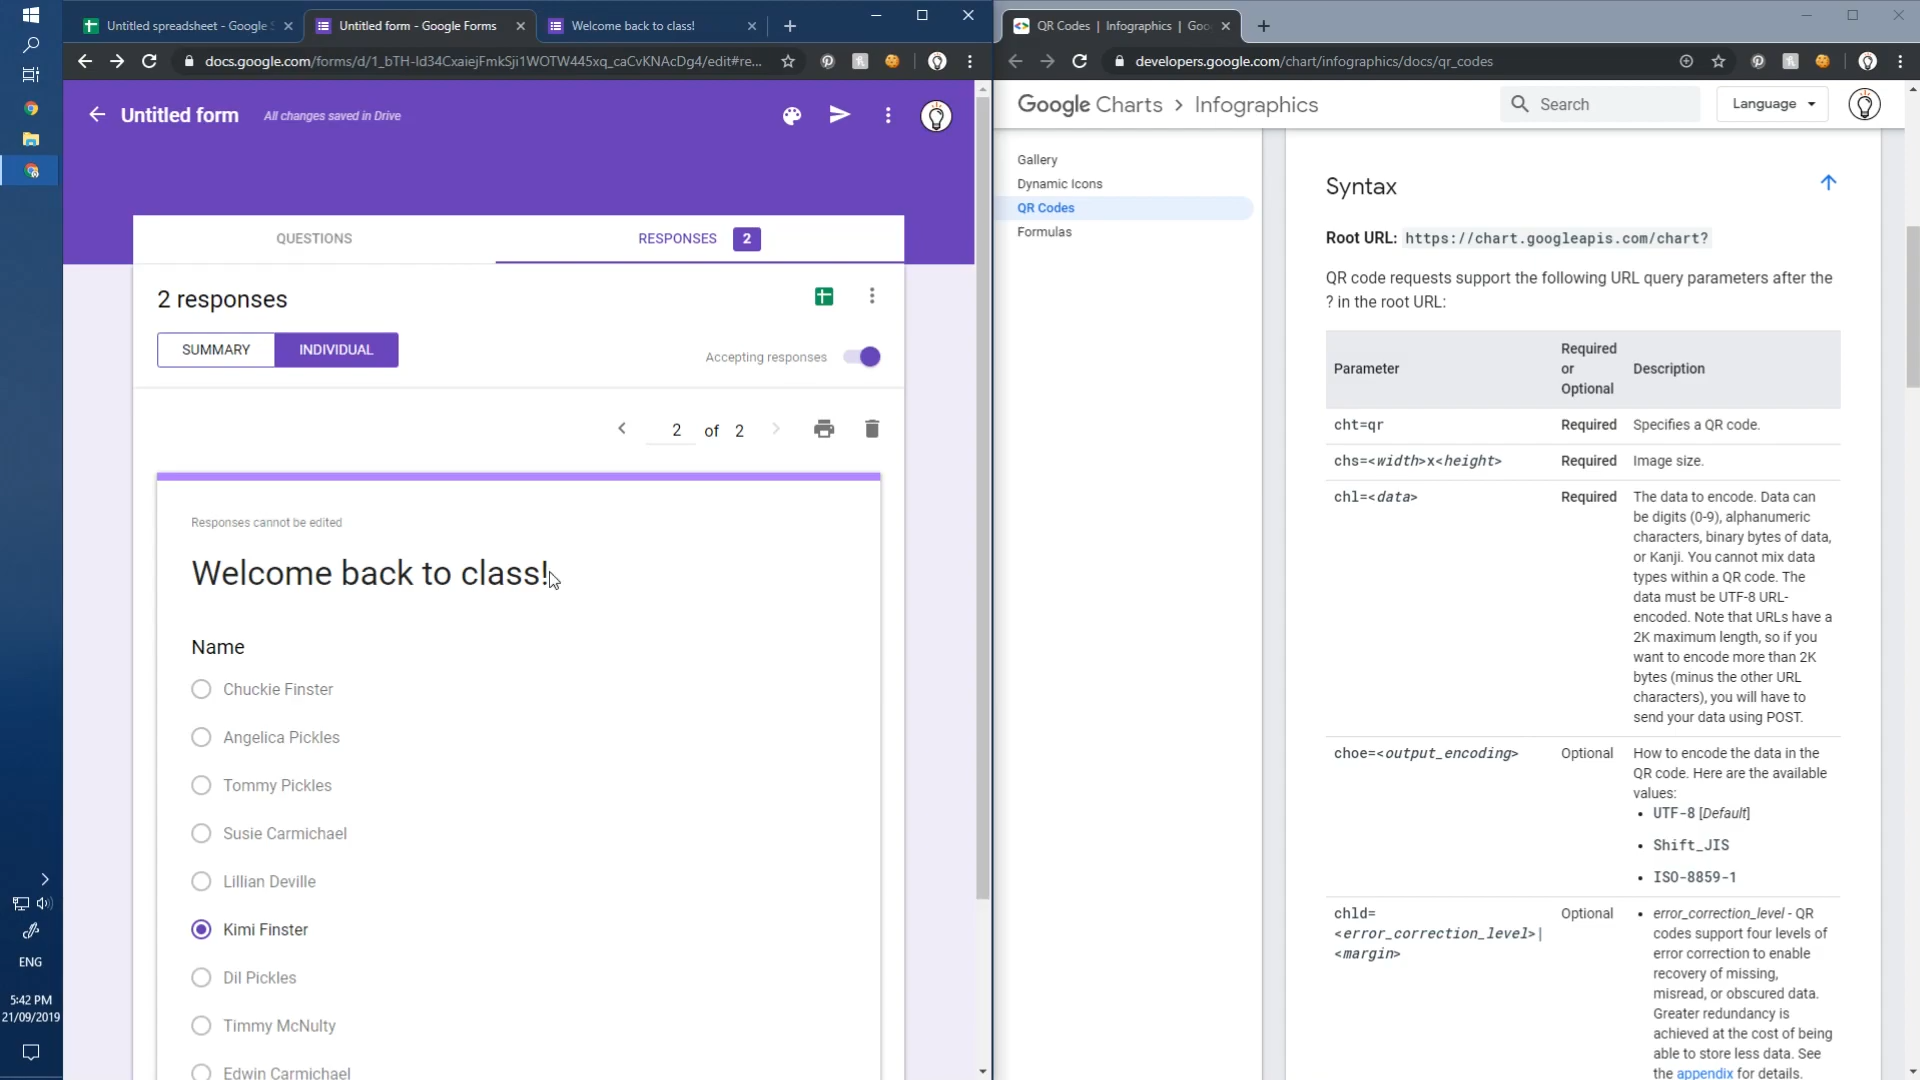 Untitled spreadsheet - Google S
Untitled form - Google Forms
Welcome back to class!
docs.google.com/forms/d/1_bTH-Id34CxaiejFmkSji1WOTW445xq_caCvKNAcDg4/edit#re...
Untitled form
All changes saved in Drive
QUESTIONS
RESPONSES 2
2 responses
SUMMARY
INDIVIDUAL
Accepting responses
2 of 2
Responses cannot be edited
Welcome back to class!
Name
Chuckie Finster
Angelica Pickles
Tommy Pickles
Susie Carmichael
Lillian Deville
Kimi Finster
Dil Pickles
Timmy McNulty
Edwin Carmichael
ENG
5:42 PM
21/09/2019
QR Codes | Infographics | Goo
developers.google.com/chart/infographics/docs/qr_codes
Google Charts > Infographics
Search
Language
Gallery
Dynamic Icons
QR Codes
Formulas
Syntax
Root URL: https://chart.googleapis.com/chart?
QR code requests support the following URL query parameters after the
? in the root URL:
Parameter
Required
or
Optional
Description
cht=qr
Required
Specifies a QR code.
chs=<width>x<height>
Required
Image size.
chl=<data>
Required
The data to encode. Data can
be digits (0-9), alphanumeric
characters, binary bytes of data,
or Kanji. You cannot mix data
types within a QR code. The
data must be UTF-8 URL-
encoded. Note that URLs have a
2K maximum length, so if you
want to encode more than 2K
bytes (minus the other URL
characters), you will have to
send your data using POST.
choe=<output_encoding>
Optional
How to encode the data in the
QR code. Here are the available
values:
• UTF-8 [Default]
• Shift_JIS
• ISO-8859-1
chld=
<error_correction_level>|
<margin>
Optional
• error_correction_level - QR
codes support four levels of
error correction to enable
recovery of missing,
misread, or obscured data.
Greater redundancy is
achieved at the cost of being
able to store less data. See
the appendix for details.